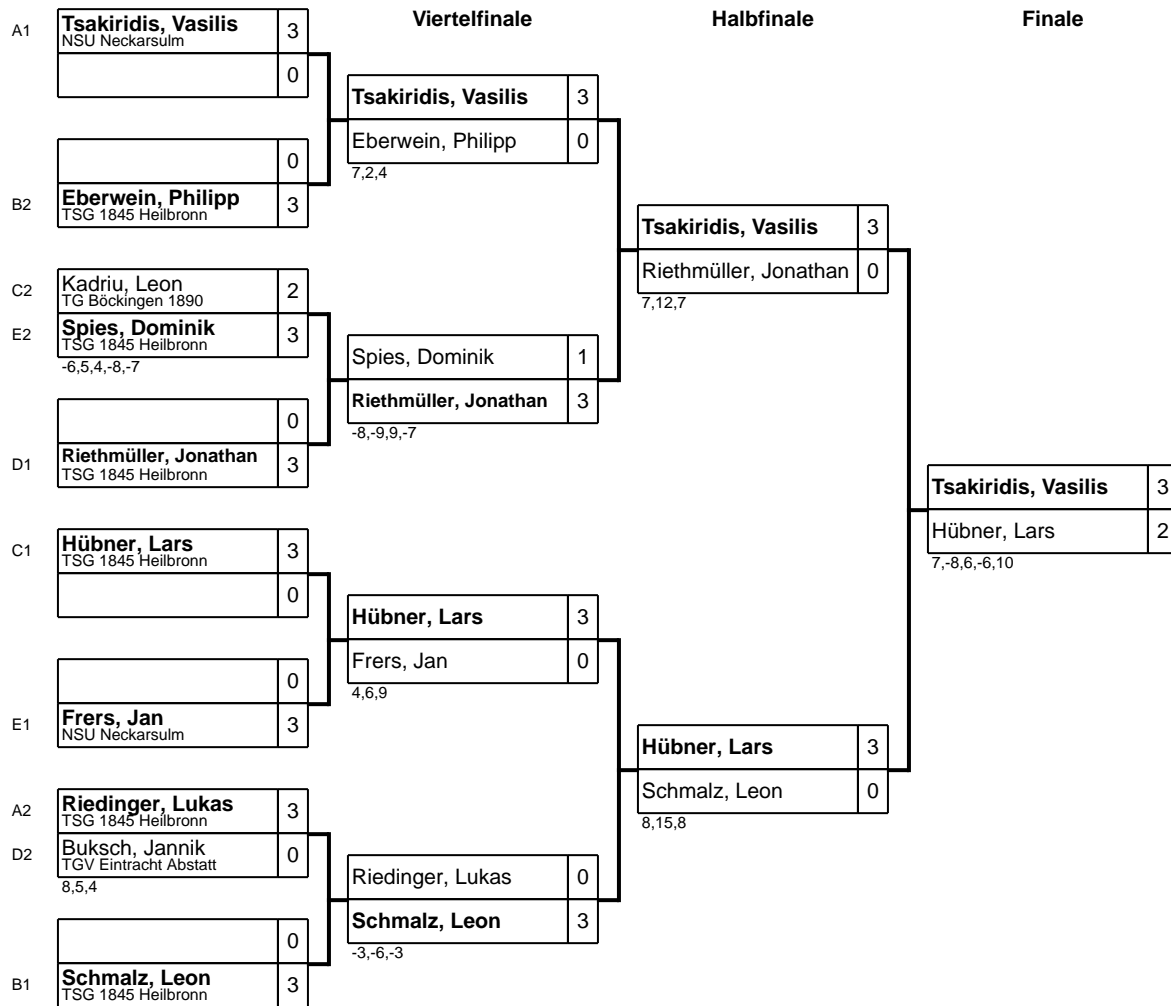 Viertelfinale
Halbfinale
Finale
A1
Tsakiridis, Vasilis 3
NSU Neckarsulm
0
0
B2
Eberwein, Philipp 3
TSG 1845 Heilbronn
C2
Kadriu, Leon 2
TG Böckingen 1890
E2
Spies, Dominik 3
TSG 1845 Heilbronn
-6,5,4,-8,-7
0
D1
Riethmüller, Jonathan 3
TSG 1845 Heilbronn
C1
Hübner, Lars 3
TSG 1845 Heilbronn
0
0
E1
Frers, Jan 3
NSU Neckarsulm
A2
Riedinger, Lukas 3
TSG 1845 Heilbronn
D2
Buksch, Jannik 0
TGV Eintracht Abstatt
8,5,4
0
B1
Schmalz, Leon 3
TSG 1845 Heilbronn
Tsakiridis, Vasilis 3
Eberwein, Philipp 0
7,2,4
Spies, Dominik 1
Riethmüller, Jonathan 3
-8,-9,9,-7
Hübner, Lars 3
Frers, Jan 0
4,6,9
Riedinger, Lukas 0
Schmalz, Leon 3
-3,-6,-3
Tsakiridis, Vasilis 3
Riethmüller, Jonathan 0
7,12,7
Hübner, Lars 3
Schmalz, Leon 0
8,15,8
Tsakiridis, Vasilis 3
Hübner, Lars 2
7,-8,6,-6,10